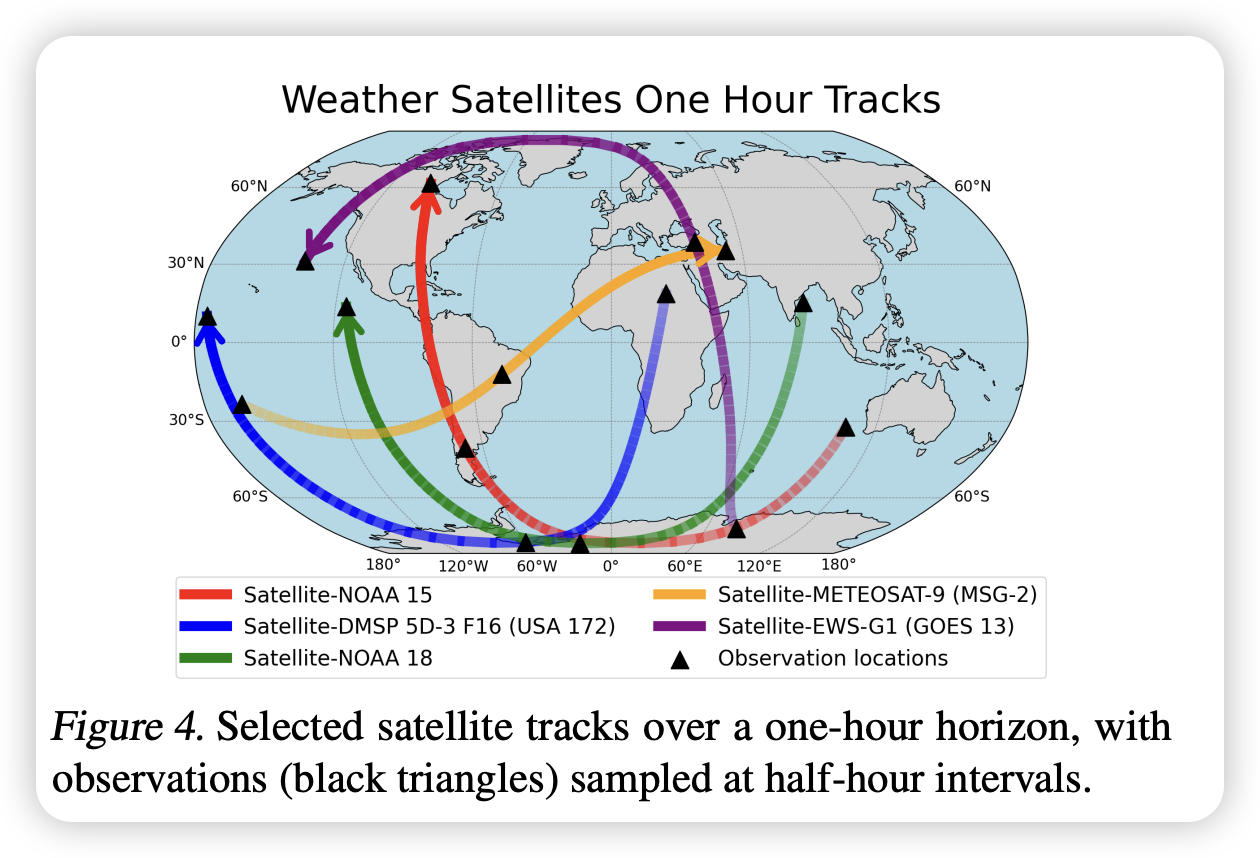 Weather Satellites One Hour Tracks
60°N 60°N
30°N 30°N
0° 0°
30°S 30°S
60°S 60°S
180° 120°W 60°W 0° 60°E 120°E 180°
Satellite-NOAA 15
Satellite-DMSP 5D-3 F16 (USA 172)
Satellite-NOAA 18
Satellite-METEOSAT-9 (MSG-2)
Satellite-EWS-G1 (GOES 13)
Observation locations
Figure 4. Selected satellite tracks over a one-hour horizon, with
observations (black triangles) sampled at half-hour intervals.